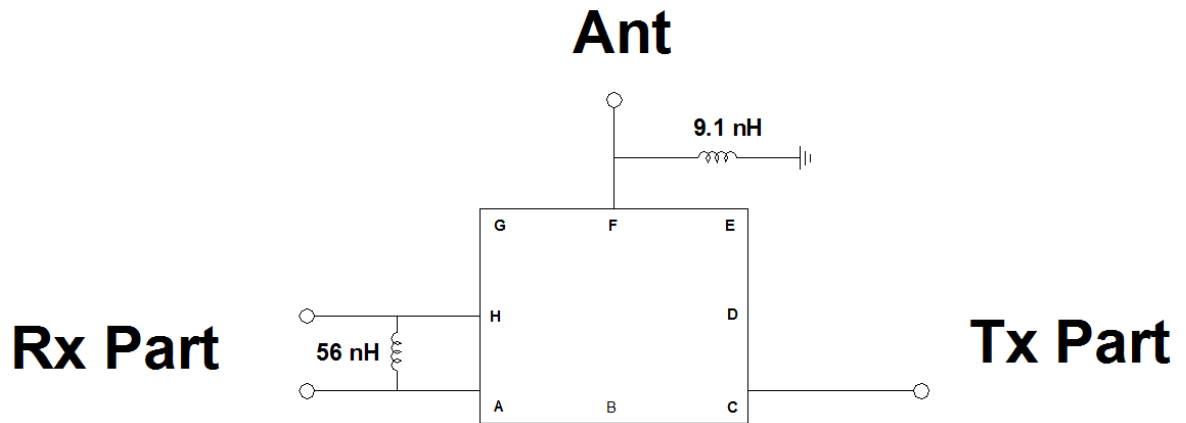 Ant
9.1 nH
G F E
H D
Rx Part
56 nH
Tx Part
A B C